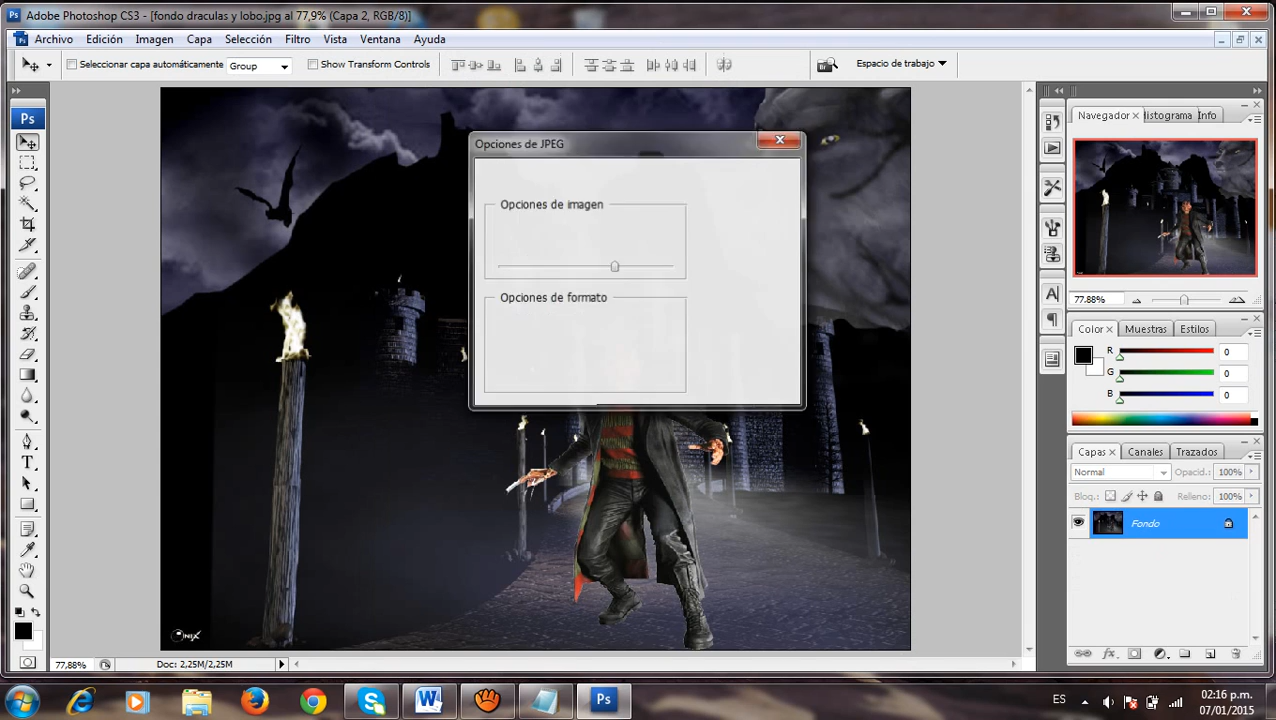 Adobe Photoshop CS3 - [fondo draculas y lobo.jpg al 77,9% (Capa 2, RGB/8)]
Archivo Edición Imagen Capa Selección Filtro Vista Ventana Ayuda
Seleccionar capa automáticamente Group Show Transform Controls Espacio de trabajo
Ps
Opciones de JPEG
Opciones de imagen
Opciones de formato
Navegador Histograma Info
77.88%
Color Muestras Estilos
R 0
G 0
B 0
Capas Canales Trazados
Normal Opacid.: 100%
Bloq.: Relleno: 100%
Fondo
77,88% Doc: 2,25M/2,25M
ES 02:16 p.m.
07/01/2015